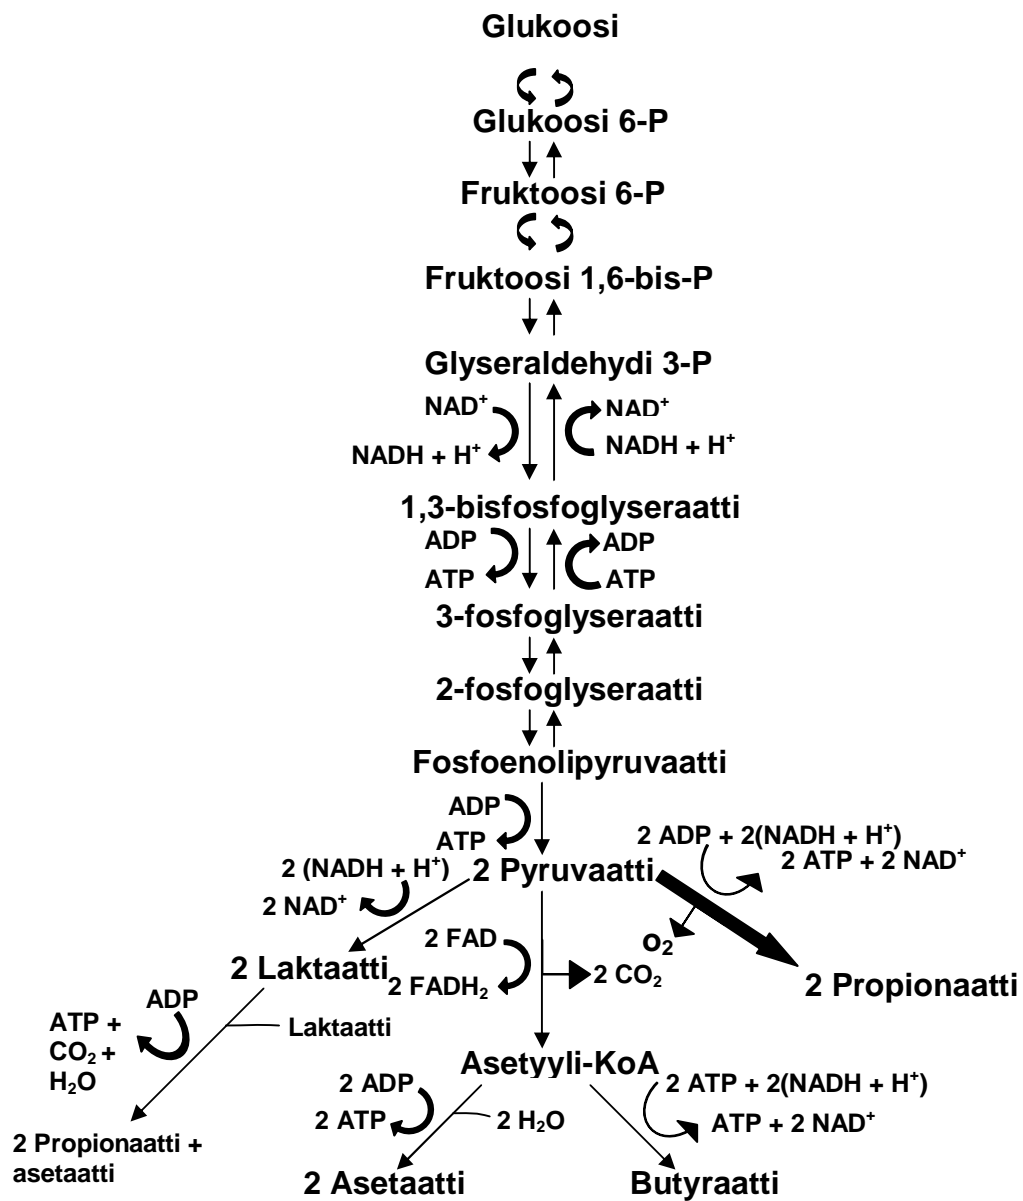 Glukoosi
Glukoosi 6-P
Fruktoosi 6-P
Fruktoosi 1,6-bis-P
Glyseraldehydi 3-P
NAD⁺
NADH + H⁺
NAD⁺
NADH + H⁺
1,3-bisfosfoglyseraatti
ADP
ATP
ADP
ATP
3-fosfoglyseraatti
2-fosfoglyseraatti
Fosfoenolipyruvaatti
ADP
ATP
2 ADP + 2(NADH + H⁺)
2 ATP + 2 NAD⁺
2 (NADH + H⁺)
2 NAD⁺
2 Pyruvaatti
O₂
2 Propionaatti
2 FAD
2 FADH₂
2 CO₂
2 Laktaatti
ADP
ATP +
CO₂ +
H₂O
Laktaatti
2 Propionaatti +
asetaatti
Asetyyli-KoA
2 ADP
2 ATP
2 H₂O
2 ATP + 2(NADH + H⁺)
ATP + 2 NAD⁺
2 Asetaatti
Butyraatti